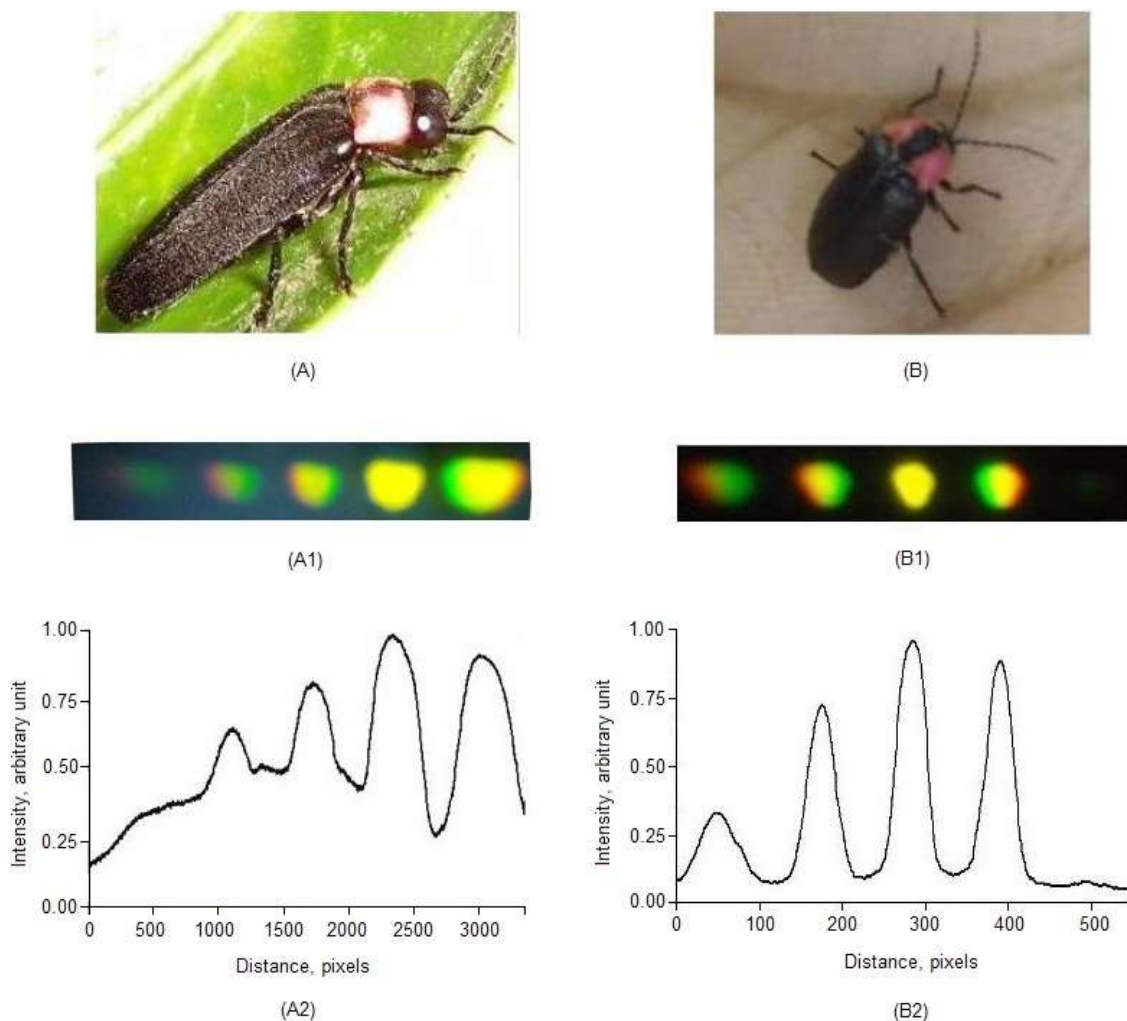 (A)
(B)
(A1)
(B1)
1.00
0.75
0.50
0.25
0.00
Intensity, arbitrary unit
0 500 1000 1500 2000 2500 3000
Distance, pixels
(A2)
1.00
0.75
0.50
0.25
0.00
Intensity, arbitrary unit
0 100 200 300 400 500
Distance, pixels
(B2)